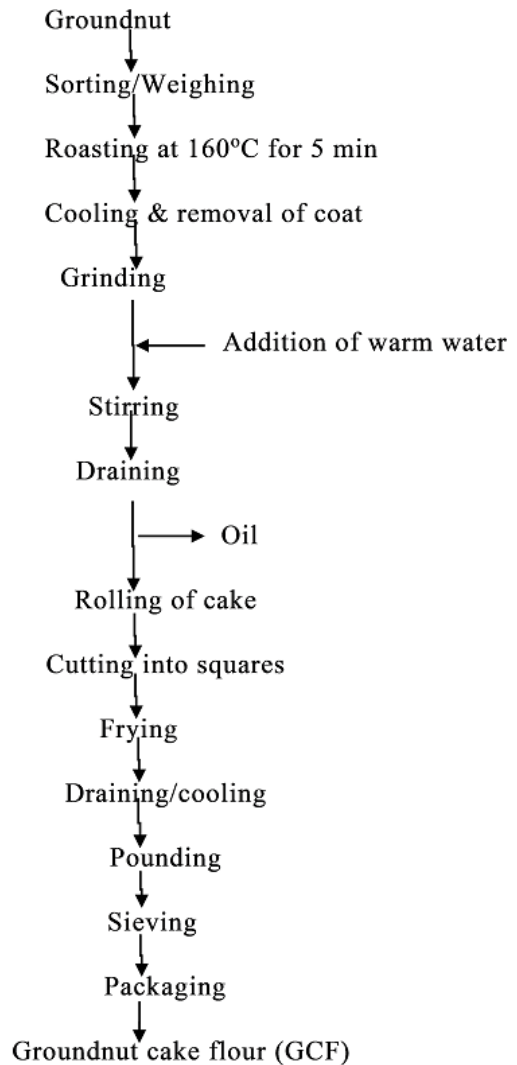 Groundnut
Sorting/Weighing
Roasting at 160ºC for 5 min
Cooling & removal of coat
Grinding
Addition of warm water
Stirring
Draining
Oil
Rolling of cake
Cutting into squares
Frying
Draining/cooling
Pounding
Sieving
Packaging
Groundnut cake flour (GCF)